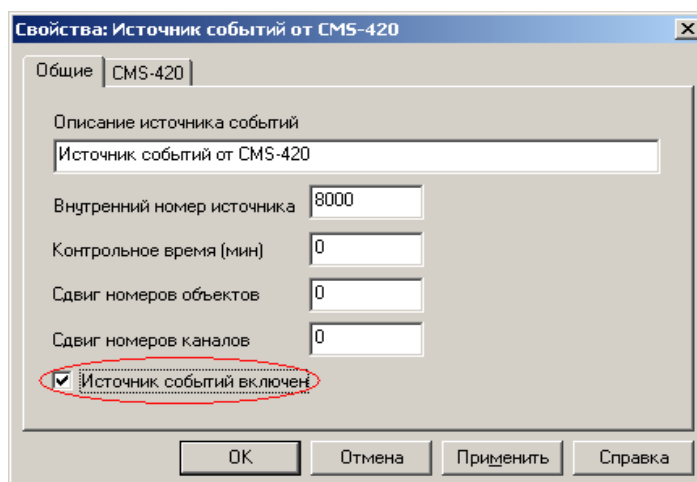 Свойства: Источник событий от CMS-420
Общие CMS-420
Описание источника событий
Источник событий от CMS-420
Внутренний номер источника 8000
Контрольное время (мин) 0
Сдвиг номеров объектов 0
Сдвиг номеров каналов 0
Источник событий включен
OK Отмена Применить Справка